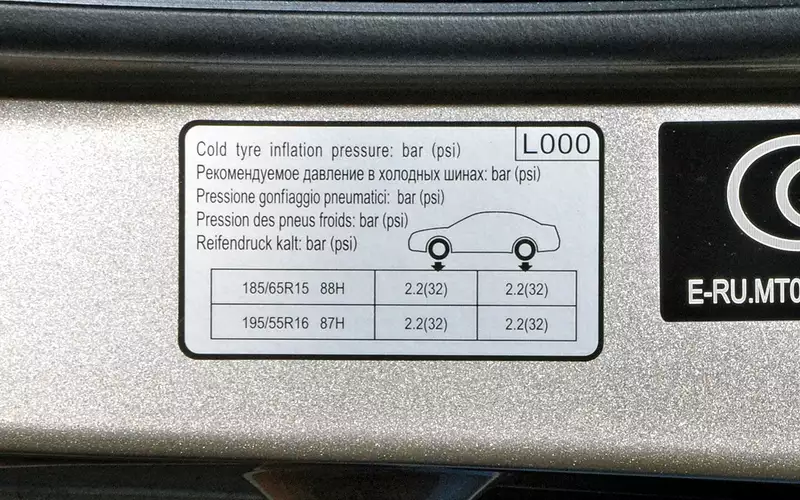 Cold tyre inflation pressure: bar (psi)
L000
Рекомендуемое давление в холодных шинах: bar (psi)
Pressione gonfiaggio pneumatici: bar (psi)
Pression des pneus froids: bar (psi)
Reifendruck kalt: bar (psi)
185/65R15 88H 2.2(32) 2.2(32)
195/55R16 87H 2.2(32) 2.2(32)
E-RU.MT0